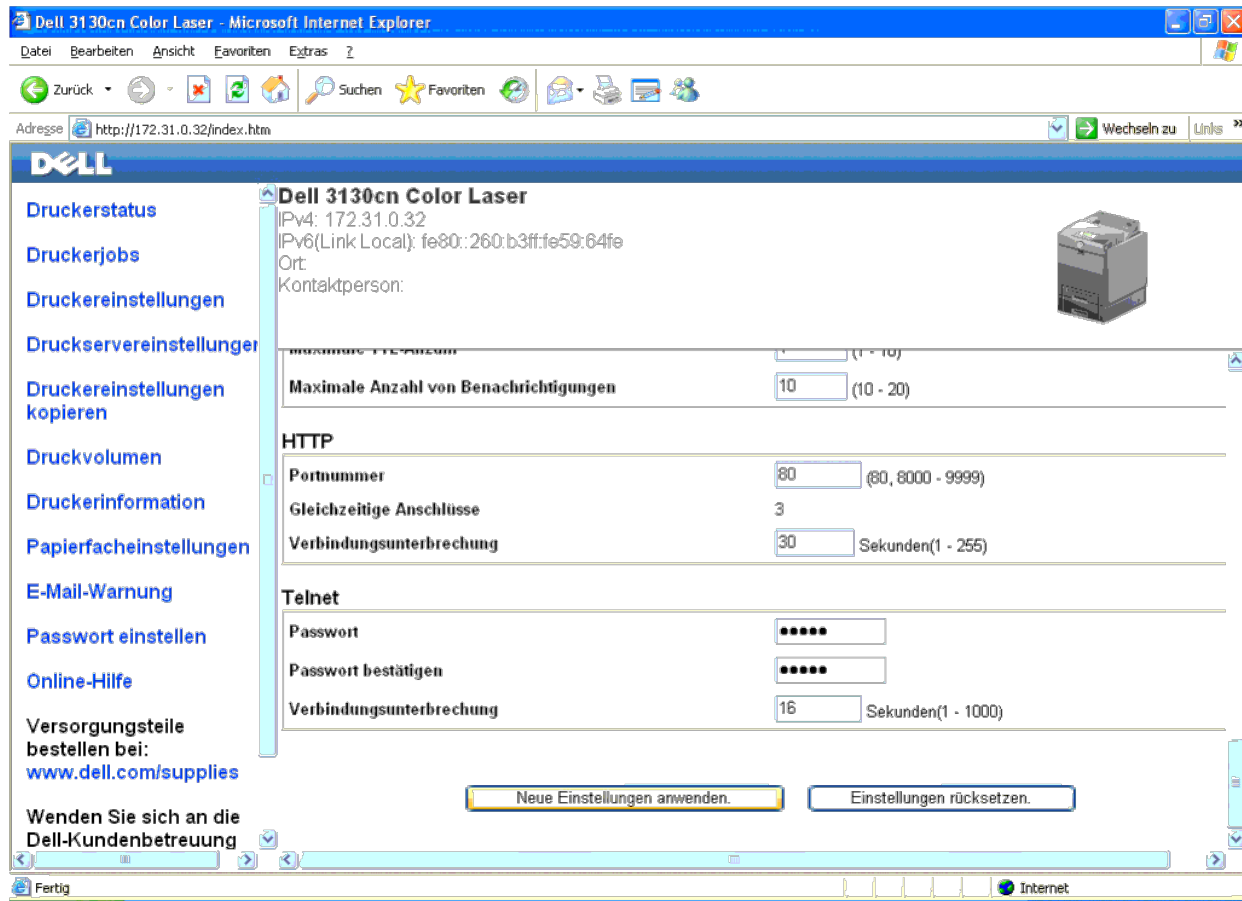 Dell 3130cn Color Laser - Microsoft Internet Explorer
Datei Bearbeiten Ansicht Favoriten Extras ?
Zurück Suchen Favoriten
Adresse http://172.31.0.32/index.htm Wechseln zu Links »
DELL
Druckerstatus
Druckerjobs
Druckereinstellungen
Druckservereinstellungen
Druckereinstellungen
kopieren
Druckvolumen
Druckerinformation
Papierfacheinstellungen
E-Mail-Warnung
Passwort einstellen
Online-Hilfe
Versorgungsteile
bestellen bei:
www.dell.com/supplies
Wenden Sie sich an die
Dell-Kundenbetreuung
Dell 3130cn Color Laser
IPv4: 172.31.0.32
IPv6(Link Local): fe80::260:b3ff:fe59:64fe
Ort:
Kontaktperson:
Maximale Anzahl von Benachrichtigungen 10 (10 - 20)
HTTP
Portnummer 80 (80, 8000 - 9999)
Gleichzeitige Anschlüsse 3
Verbindungsunterbrechung 30 Sekunden(1 - 255)
Telnet
Passwort •••••
Passwort bestätigen •••••
Verbindungsunterbrechung 16 Sekunden(1 - 1000)
Neue Einstellungen anwenden. Einstellungen rücksetzen.
Fertig Internet